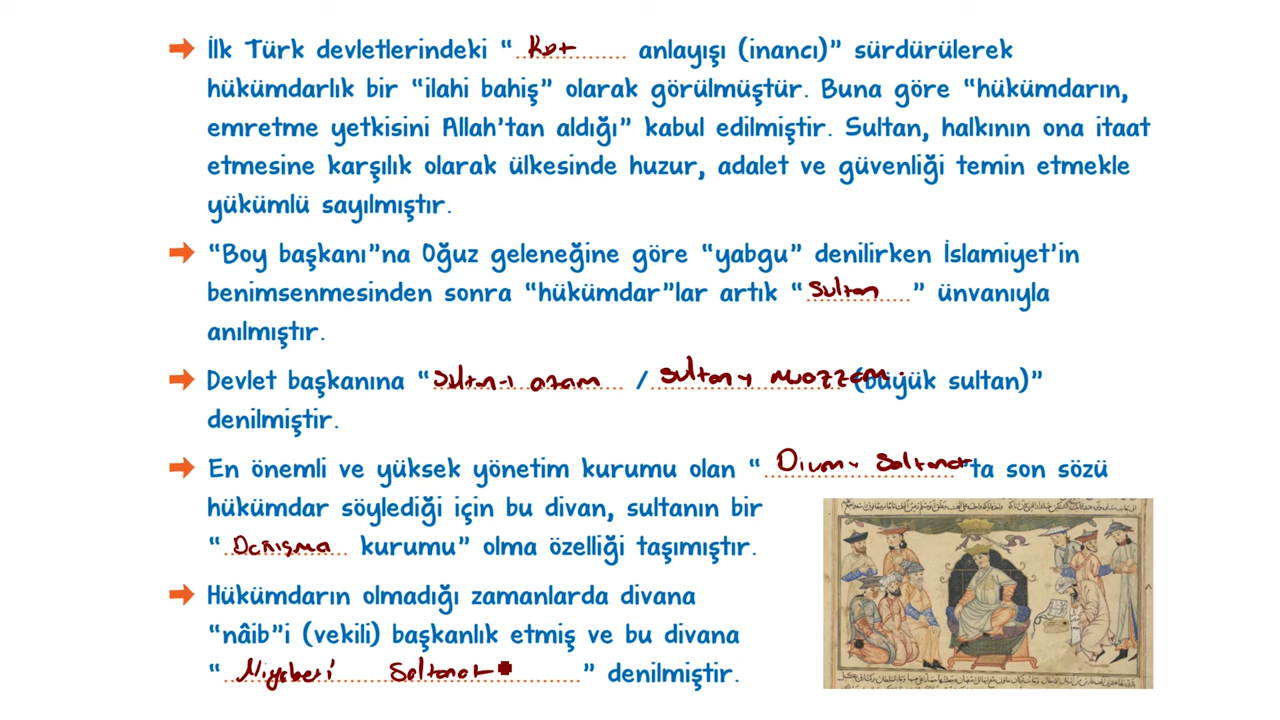 ➡ İlk Türk devletlerindeki “Kut anlayışı (inancı)” sürdürülerek
hükümdarlık bir “ilahi bahiş” olarak görülmüştür. Buna göre “hükümdarın,
emretme yetkisini Allah’tan aldığı” kabul edilmiştir. Sultan, halkının ona itaat
etmesine karşılık olarak ülkesinde huzur, adalet ve güvenliği temin etmekle
yükümlü sayılmıştır.
➡ “Boy başkanı”na Oğuz geleneğine göre “yabgu” denilirken İslamiyet’in
benimsenmesinden sonra “hükümdar”lar artık “Sultan” ünvanıyla
anılmıştır.
➡ Devlet başkanına “Sultan-ı azam / Sultan-ı muazzam (büyük sultan)”
denilmiştir.
➡ En önemli ve yüksek yönetim kurumu olan “Divan-ı Saltanat”ta son sözü
hükümdar söylediği için bu divan, sultanın bir
“Danışma kurumu” olma özelliği taşımıştır.
➡ Hükümdarın olmadığı zamanlarda divana
“nâib”i (vekili) başkanlık etmiş ve bu divana
“Niyabeti Saltanat” denilmiştir.